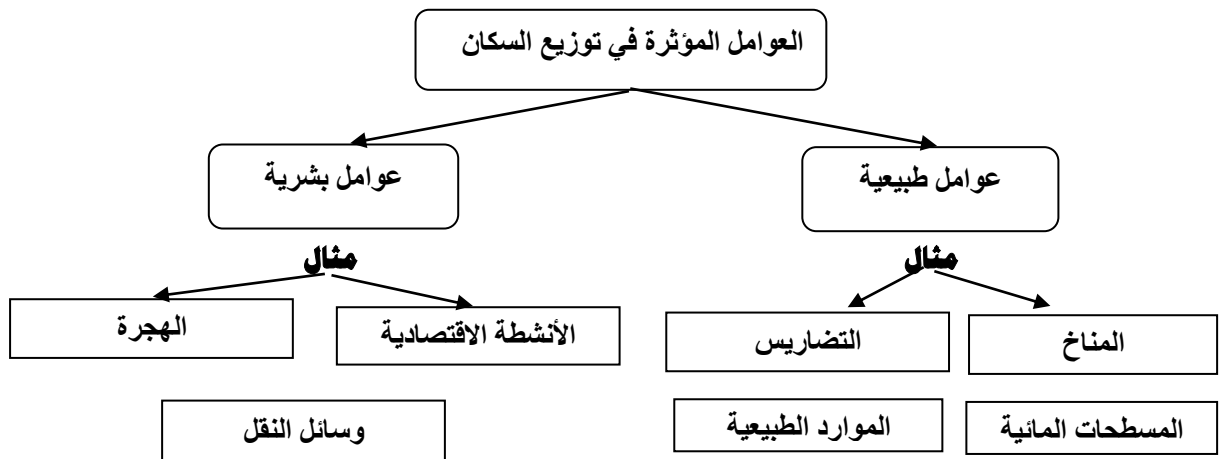 العوامل المؤثرة في توزيع السكان
عوامل طبيعية
عوامل بشرية
مثال
مثال
المناخ
التضاريس
الأنشطة الاقتصادية
الهجرة
المسطحات المائية
الموارد الطبيعية
وسائل النقل